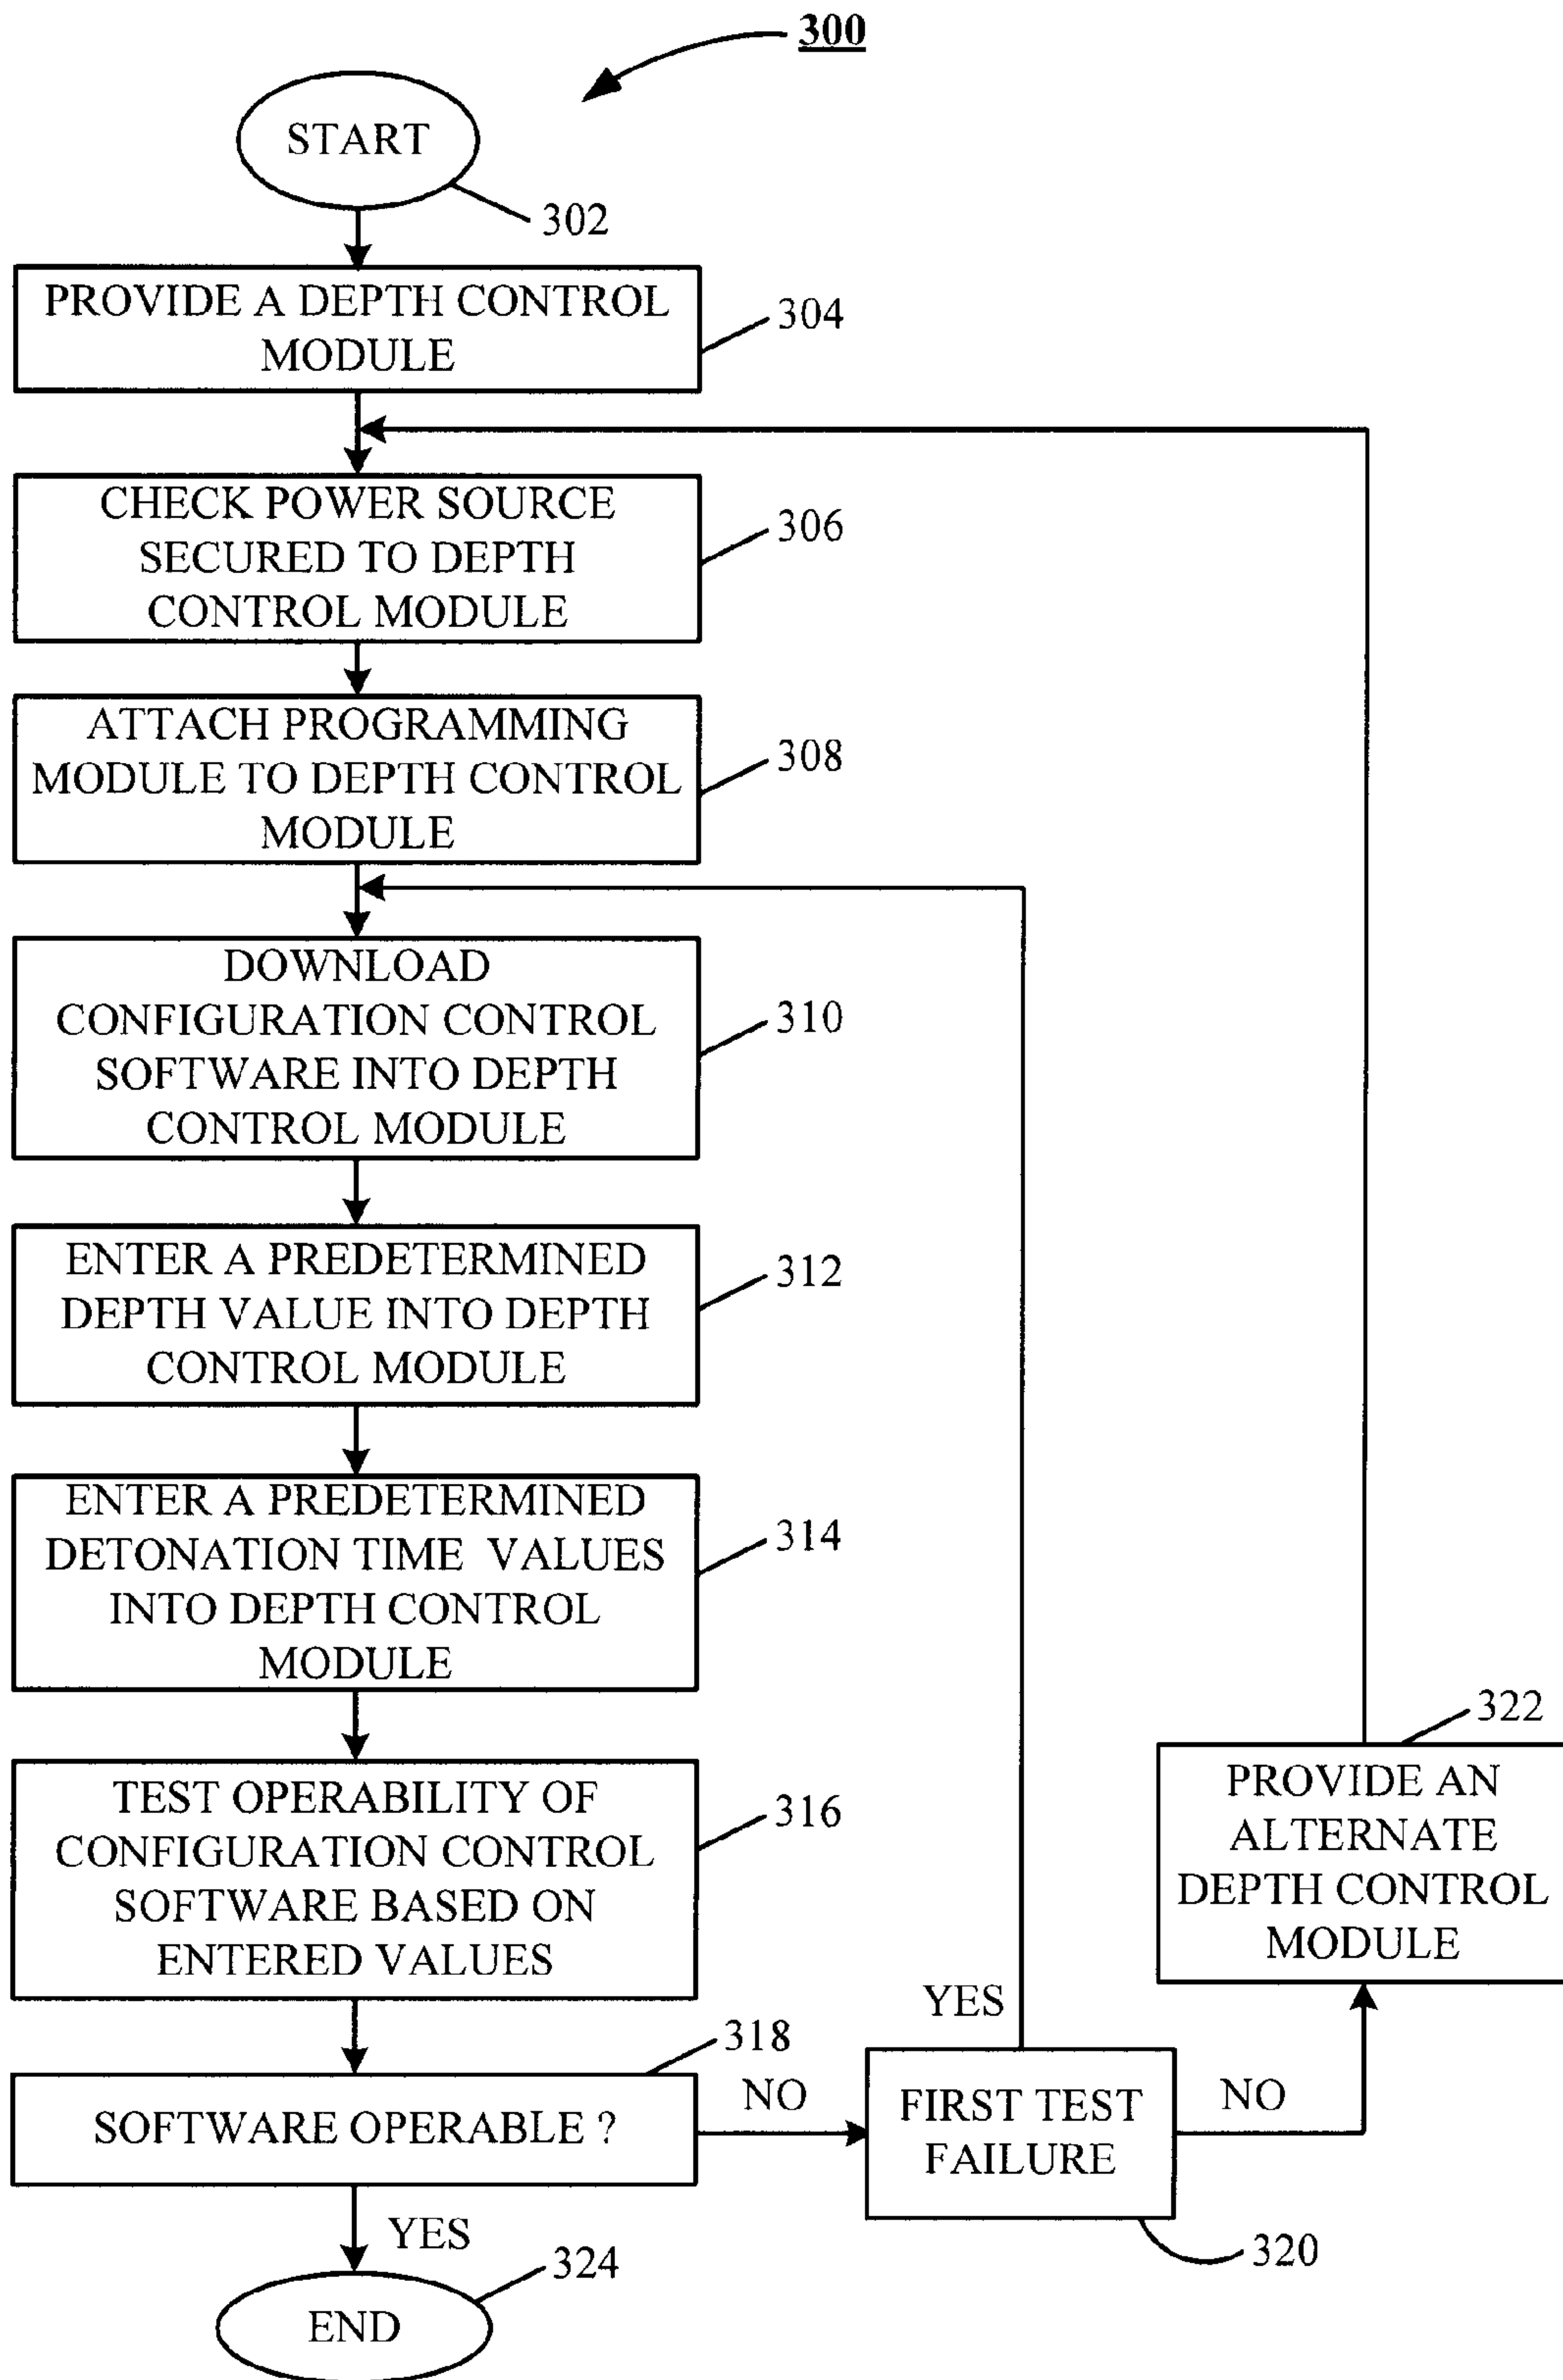 300
START
302
PROVIDE A DEPTH CONTROL
MODULE
304
CHECK POWER SOURCE
SECURED TO DEPTH
CONTROL MODULE
306
ATTACH PROGRAMMING
MODULE TO DEPTH CONTROL
MODULE
308
DOWNLOAD
CONFIGURATION CONTROL
SOFTWARE INTO DEPTH
CONTROL MODULE
310
ENTER A PREDETERMINED
DEPTH VALUE INTO DEPTH
CONTROL MODULE
312
ENTER A PREDETERMINED
DETONATION TIME VALUES
INTO DEPTH CONTROL
MODULE
314
TEST OPERABILITY OF
CONFIGURATION CONTROL
SOFTWARE BASED ON
ENTERED VALUES
316
SOFTWARE OPERABLE ?
318
NO
YES
FIRST TEST
FAILURE
320
NO
322
PROVIDE AN
ALTERNATE
DEPTH CONTROL
MODULE
YES
324
END